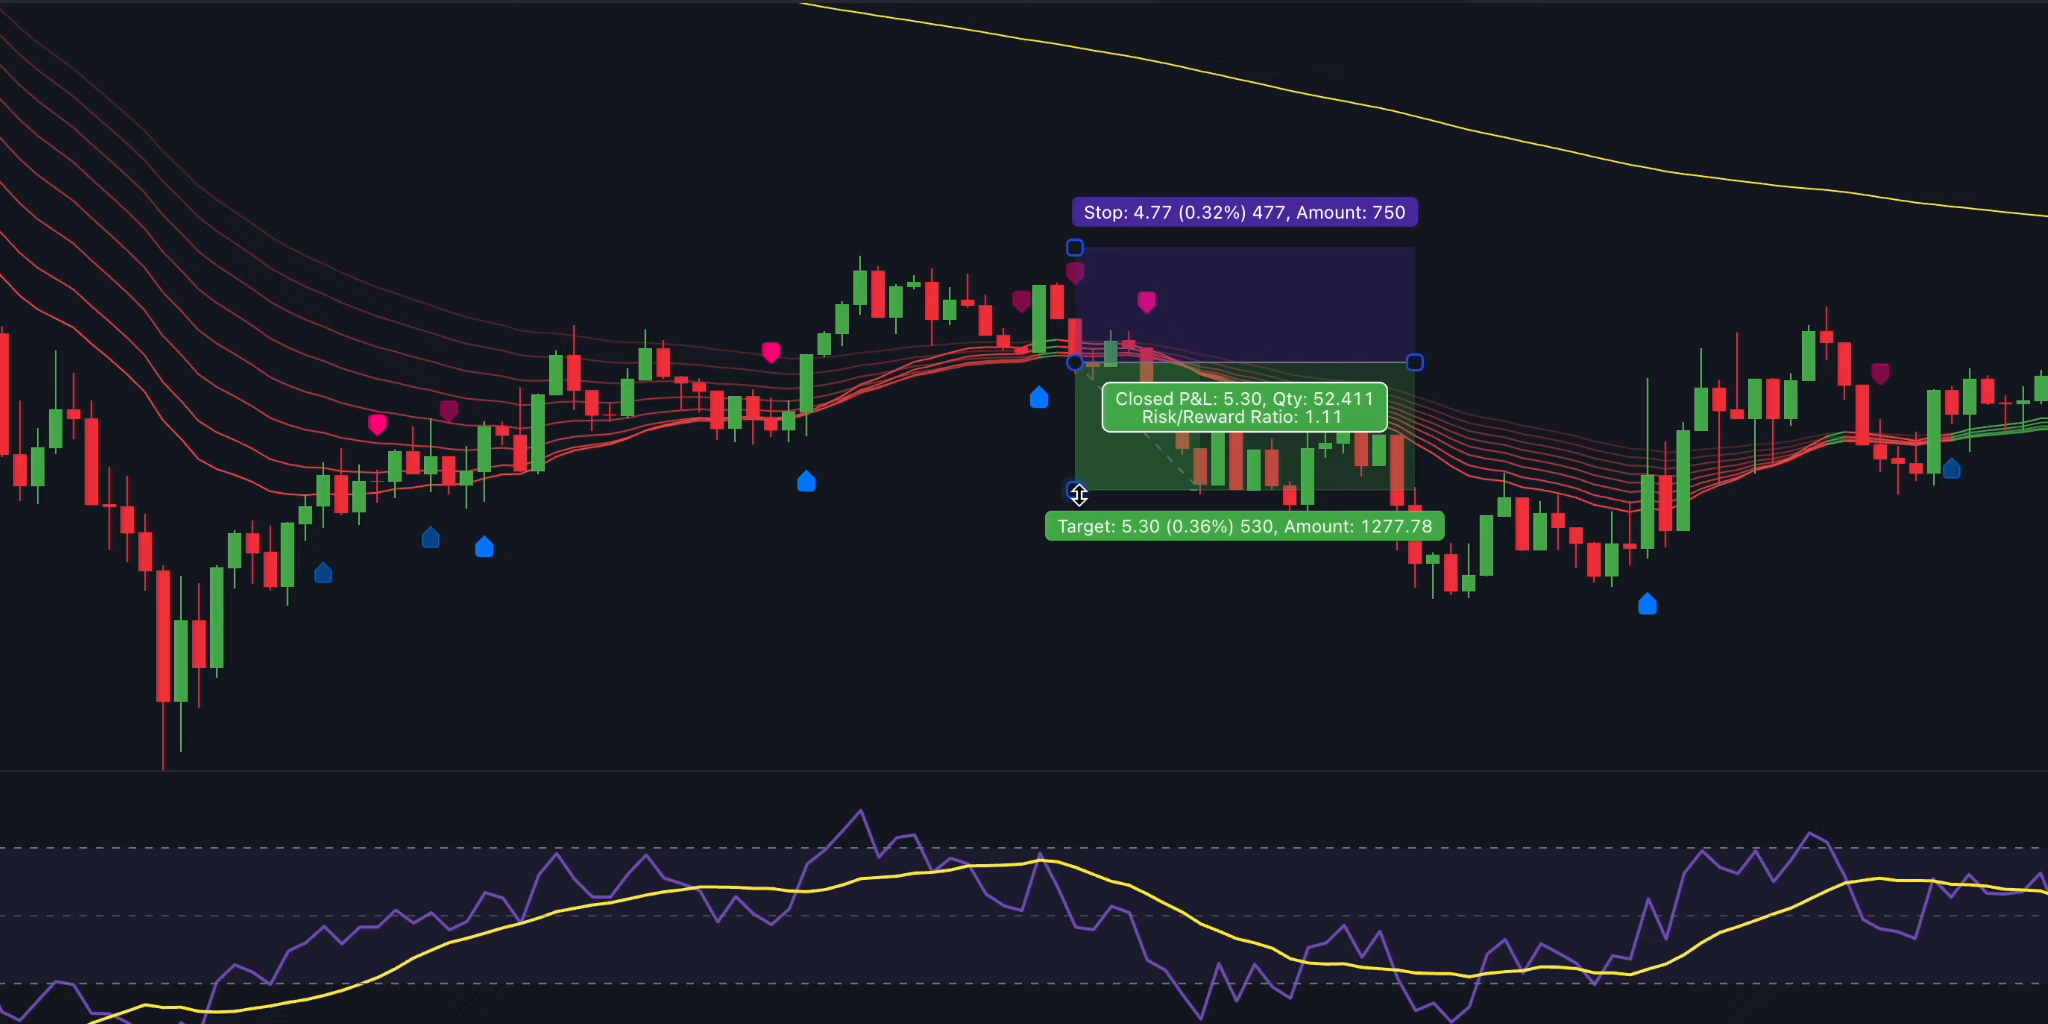 Stop: 4.77 (0.32%) 477, Amount: 750
Closed P&L: 5.30, Qty: 52.411
Risk/Reward Ratio: 1.11
Target: 5.30 (0.36%) 530, Amount: 1277.78